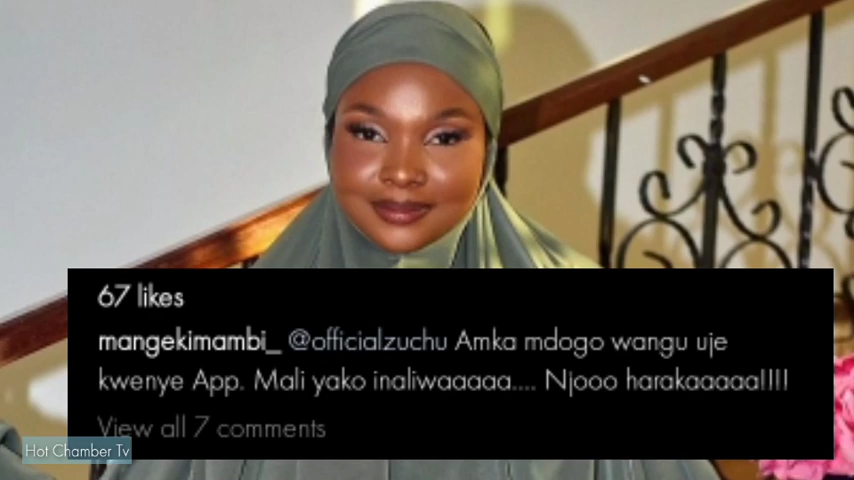 67 likes
mangekimambi_ @officialzuchu Amka mdogo wangu uje
kwenye App. Mali yako inaliwaaaaa.... Njooo harakaaaaa!!!!
View all 7 comments
Hot Chamber Tv